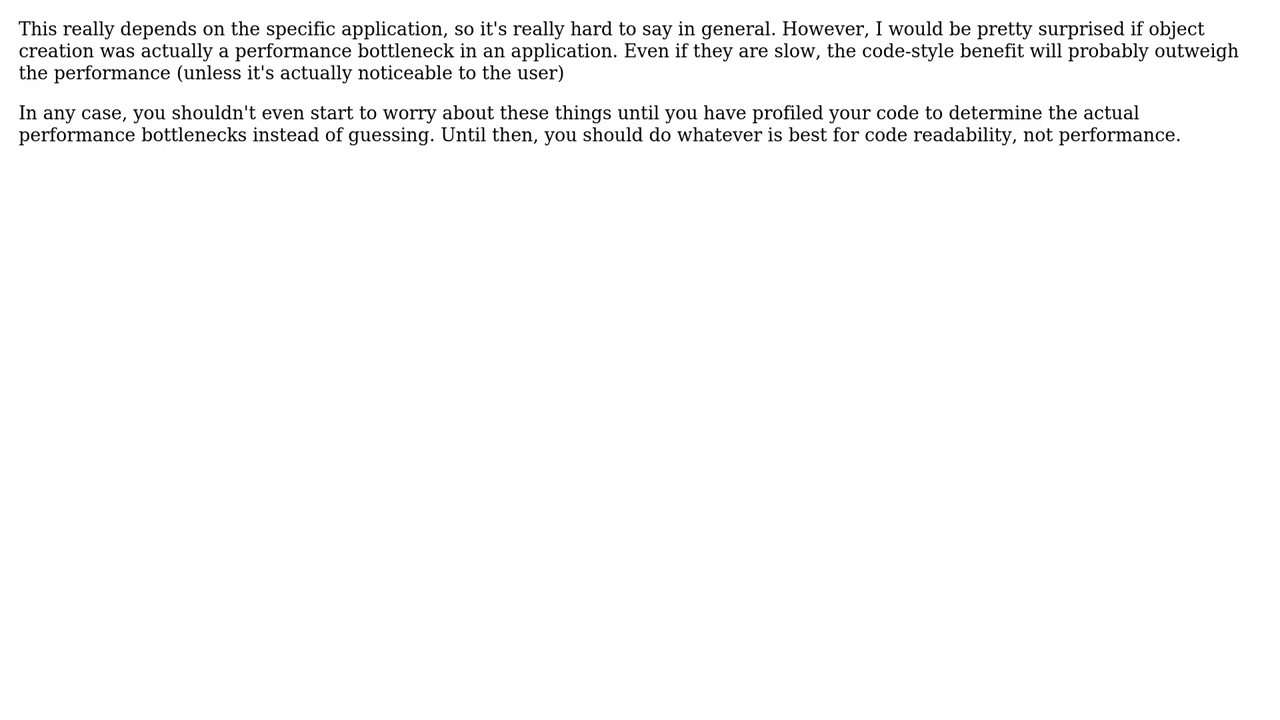 This really depends on the specific application, so it's really hard to say in general. However, I would be pretty surprised if object
creation was actually a performance bottleneck in an application. Even if they are slow, the code-style benefit will probably outweigh
the performance (unless it's actually noticeable to the user)
In any case, you shouldn't even start to worry about these things until you have profiled your code to determine the actual
performance bottlenecks instead of guessing. Until then, you should do whatever is best for code readability, not performance.